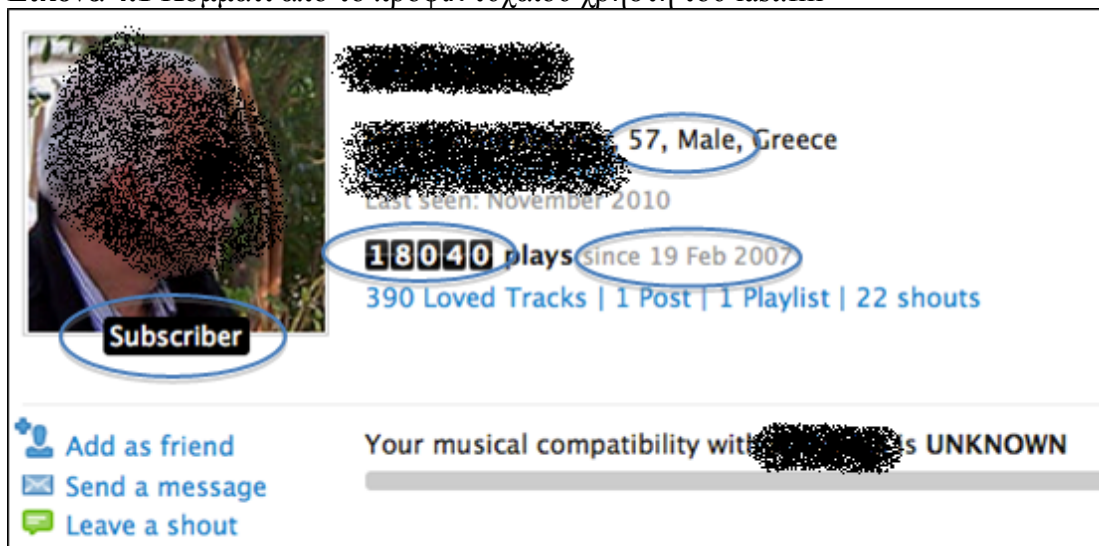 Subscriber
, 57, Male, Greece
Last seen: November 2010
18040 plays since 19 Feb 2007
390 Loved Tracks | 1 Post | 1 Playlist | 22 shouts
Add as friend
Send a message
Leave a shout
Your musical compatibility with is UNKNOWN